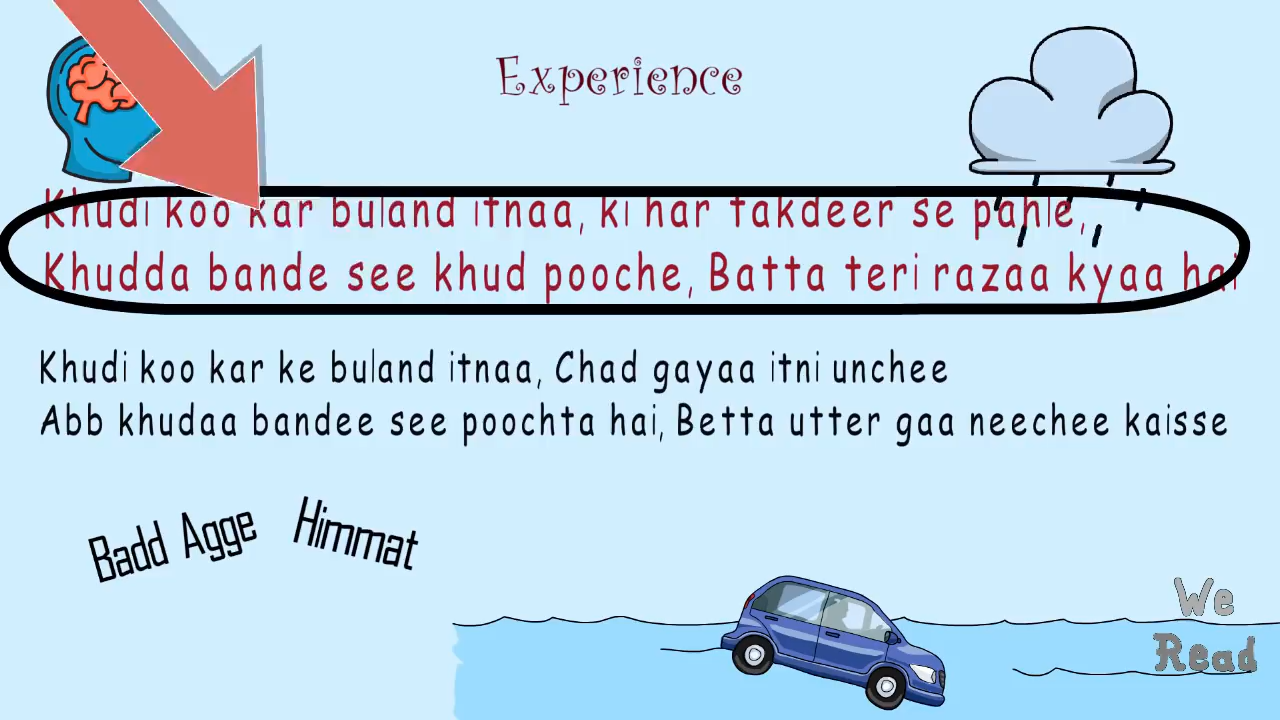 Experience
Khudi koo kar buland itnaa, ki har takdeer se pahle,
Khudda bande see khud pooche, Batta teri razaa kyaa hai
Khudi koo kar ke buland itnaa, Chad gayaa itni unchee
Abb khudaa bandee see poochta hai, Betta utter gaa neechee kaisse
Badd Agge Himmat
We
Read